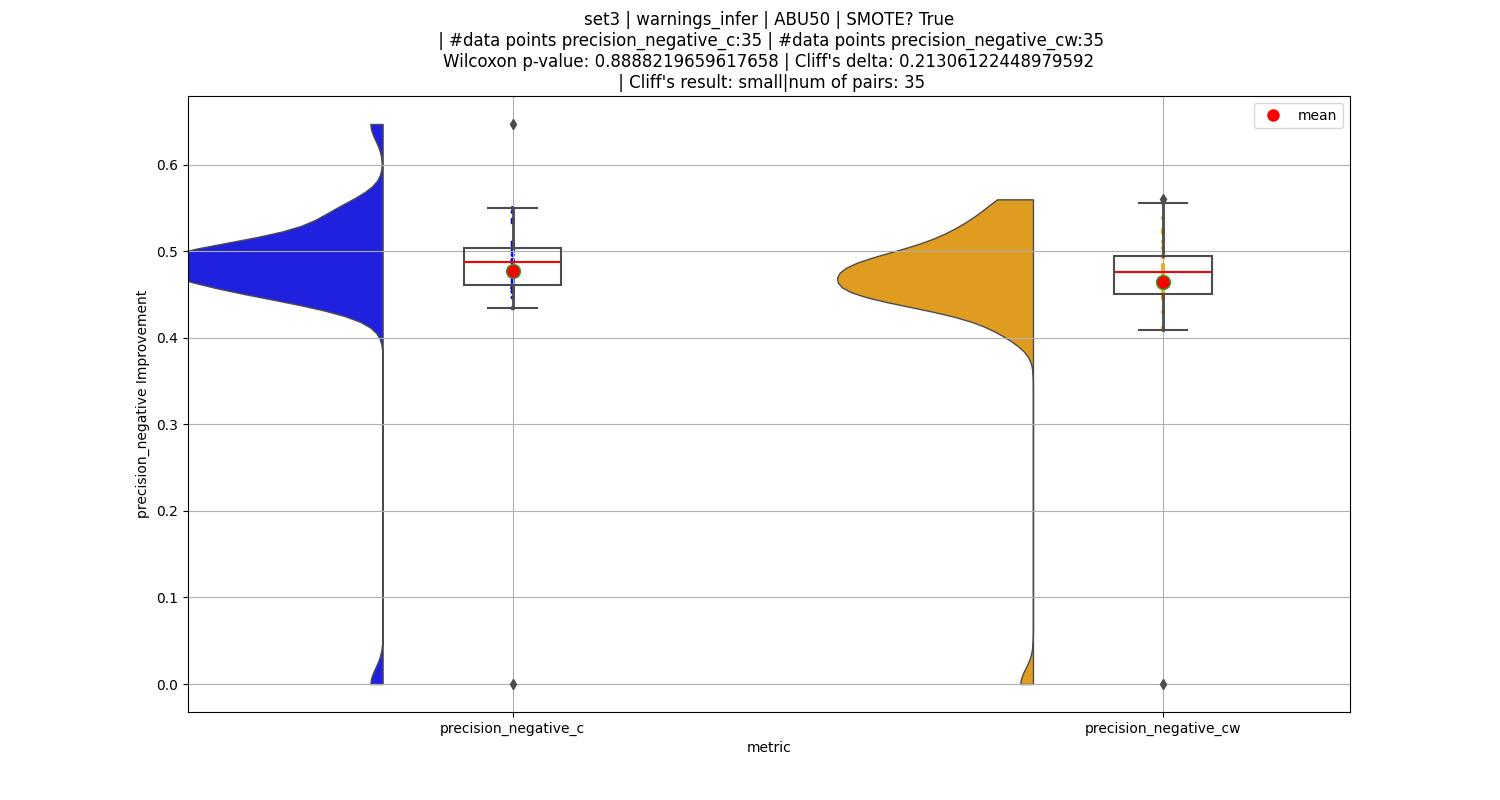 set3 | warnings_infer | ABU50 | SMOTE? True
| #data points precision_negative_c:35 | #data points precision_negative_cw:35
Wilcoxon p-value: 0.8888219659617658 | Cliff's delta: 0.21306122448979592
| Cliff's result: small|num of pairs: 35
mean
0.6
0.5
0.4
0.3
0.2
0.1
0.0
precision_negative Improvement
precision_negative_c
precision_negative_cw
metric